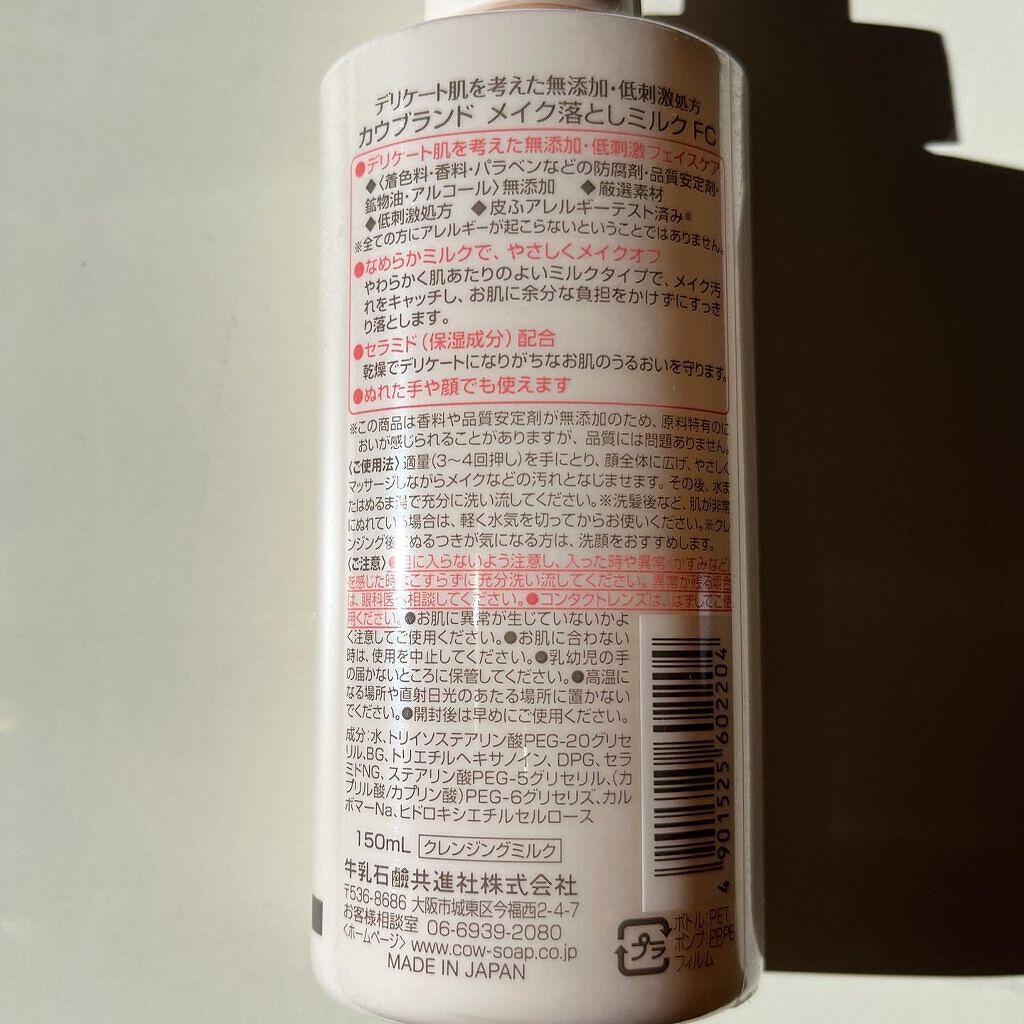 デリケート肌を考えた無添加・低刺激処方
カウブランド メイク落としミルク FC
●デリケート肌を考えた無添加・低刺激フェイスケア
◆〈着色料・香料・パラベンなどの防腐剤・品質安定剤・
鉱物油・アルコール〉無添加 ◆厳選素材
◆低刺激処方 ◆皮ふアレルギーテスト済み※
※全ての方にアレルギーが起こらないということではありません。
●なめらかミルクで、やさしくメイクオフ
やわらかく肌あたりのよいミルクタイプで、メイク汚
れをキャッチし、お肌に余分な負担をかけずにすっき
り落とします。
●セラミド（保湿成分）配合
乾燥でデリケートになりがちなお肌のうるおいを守ります。
●ぬれた手や顔でも使えます
※この商品は香料や品質安定剤が無添加のため、原料特有のに
おいが感じられることがありますが、品質には問題ありません。
〈ご使用法〉適量（3〜4回押し）を手にとり、顔全体に広げ、やさしく
マッサージしながらメイクなどの汚れとなじませます。その後、水ま
たはぬるま湯で充分に洗い流してください。※洗髪後など、肌が非常
にぬれている場合は、軽く水気を切ってからお使いください。※クレ
ンジング後にぬるつきが気になる方は、洗顔をおすすめします。
〈ご注意〉●目に入らないよう注意し、入った時や異常（かすみなど）
を感じた時はこすらずに充分洗い流してください。異常が残る場合
は、眼科医へ相談してください。●コンタクトレンズは、はずしてご使
用ください。●お肌に異常が生じていないかよ
く注意してご使用ください。●お肌に合わない
時は、使用を中止してください。●乳幼児の手
の届かないところに保管してください。●高温に
なる場所や直射日光のあたる場所に置かない
でください。●開封後は早めにご使用ください。
成分：水、トリイソステアリン酸PEG-20グリセ
リル、BG、トリエチルヘキサノイン、DPG、セラ
ミドNG、ステアリン酸PEG-5グリセリル、（カ
プリル酸/カプリン酸）PEG-6グリセリズ、カル
ボマーNa、ヒドロキシエチルセルロース
150mL クレンジングミルク
牛乳石鹼共進社株式会社
〒536-8686 大阪市城東区今福西2-4-7
お客様相談室 06-6939-2080
〈ホームページ〉www.cow-soap.co.jp
MADE IN JAPAN
4 901525 602204
プラ
ボトル：PET
ポンプ：PP,PE
フィルム